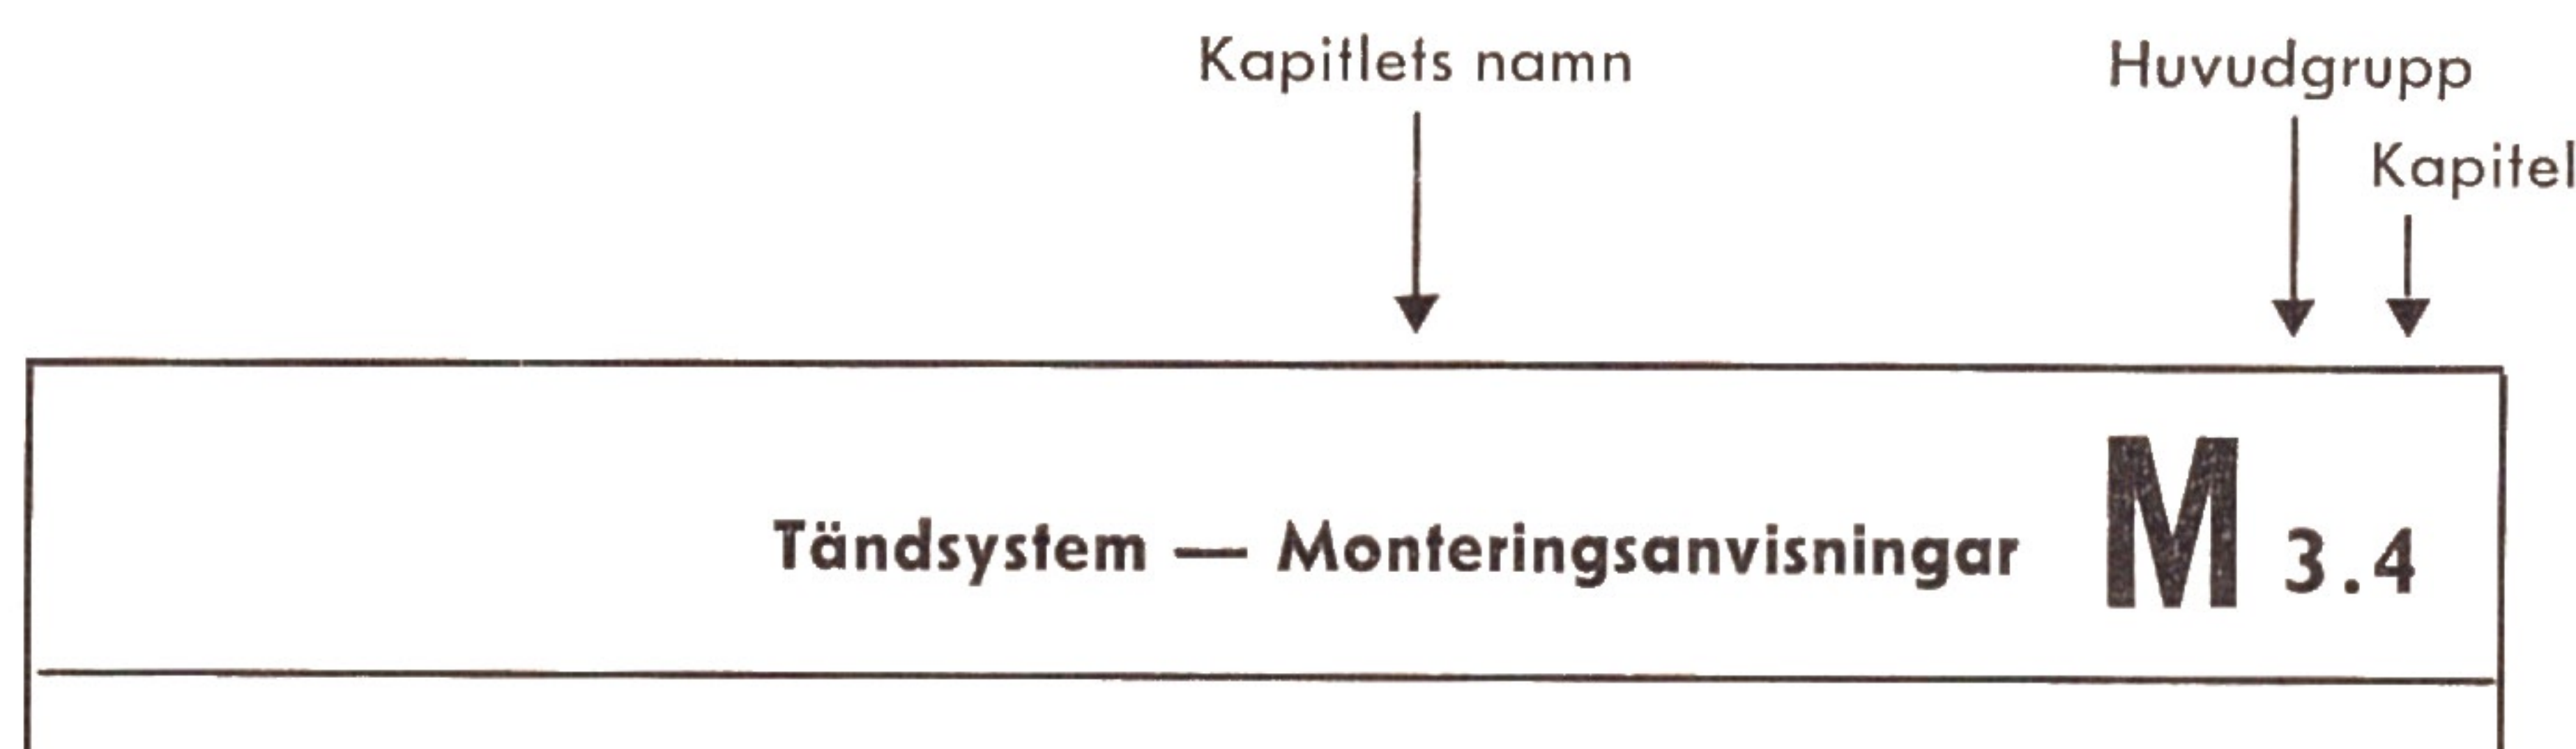 Kapitlets namn
Huvudgrupp
Kapitel
Tändsystem — Monteringsanvisningar M 3.4